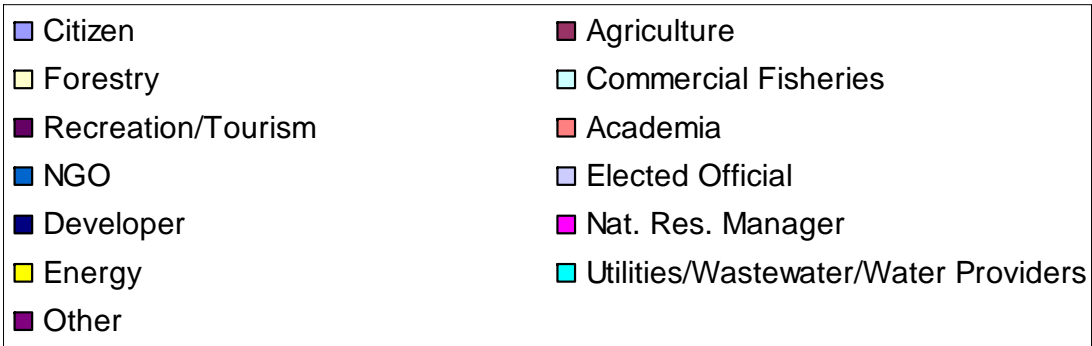 Citizen Agriculture
Forestry Commercial Fisheries
Recreation/Tourism Academia
NGO Elected Official
Developer Nat. Res. Manager
Energy Utilities/Wastewater/Water Providers
Other